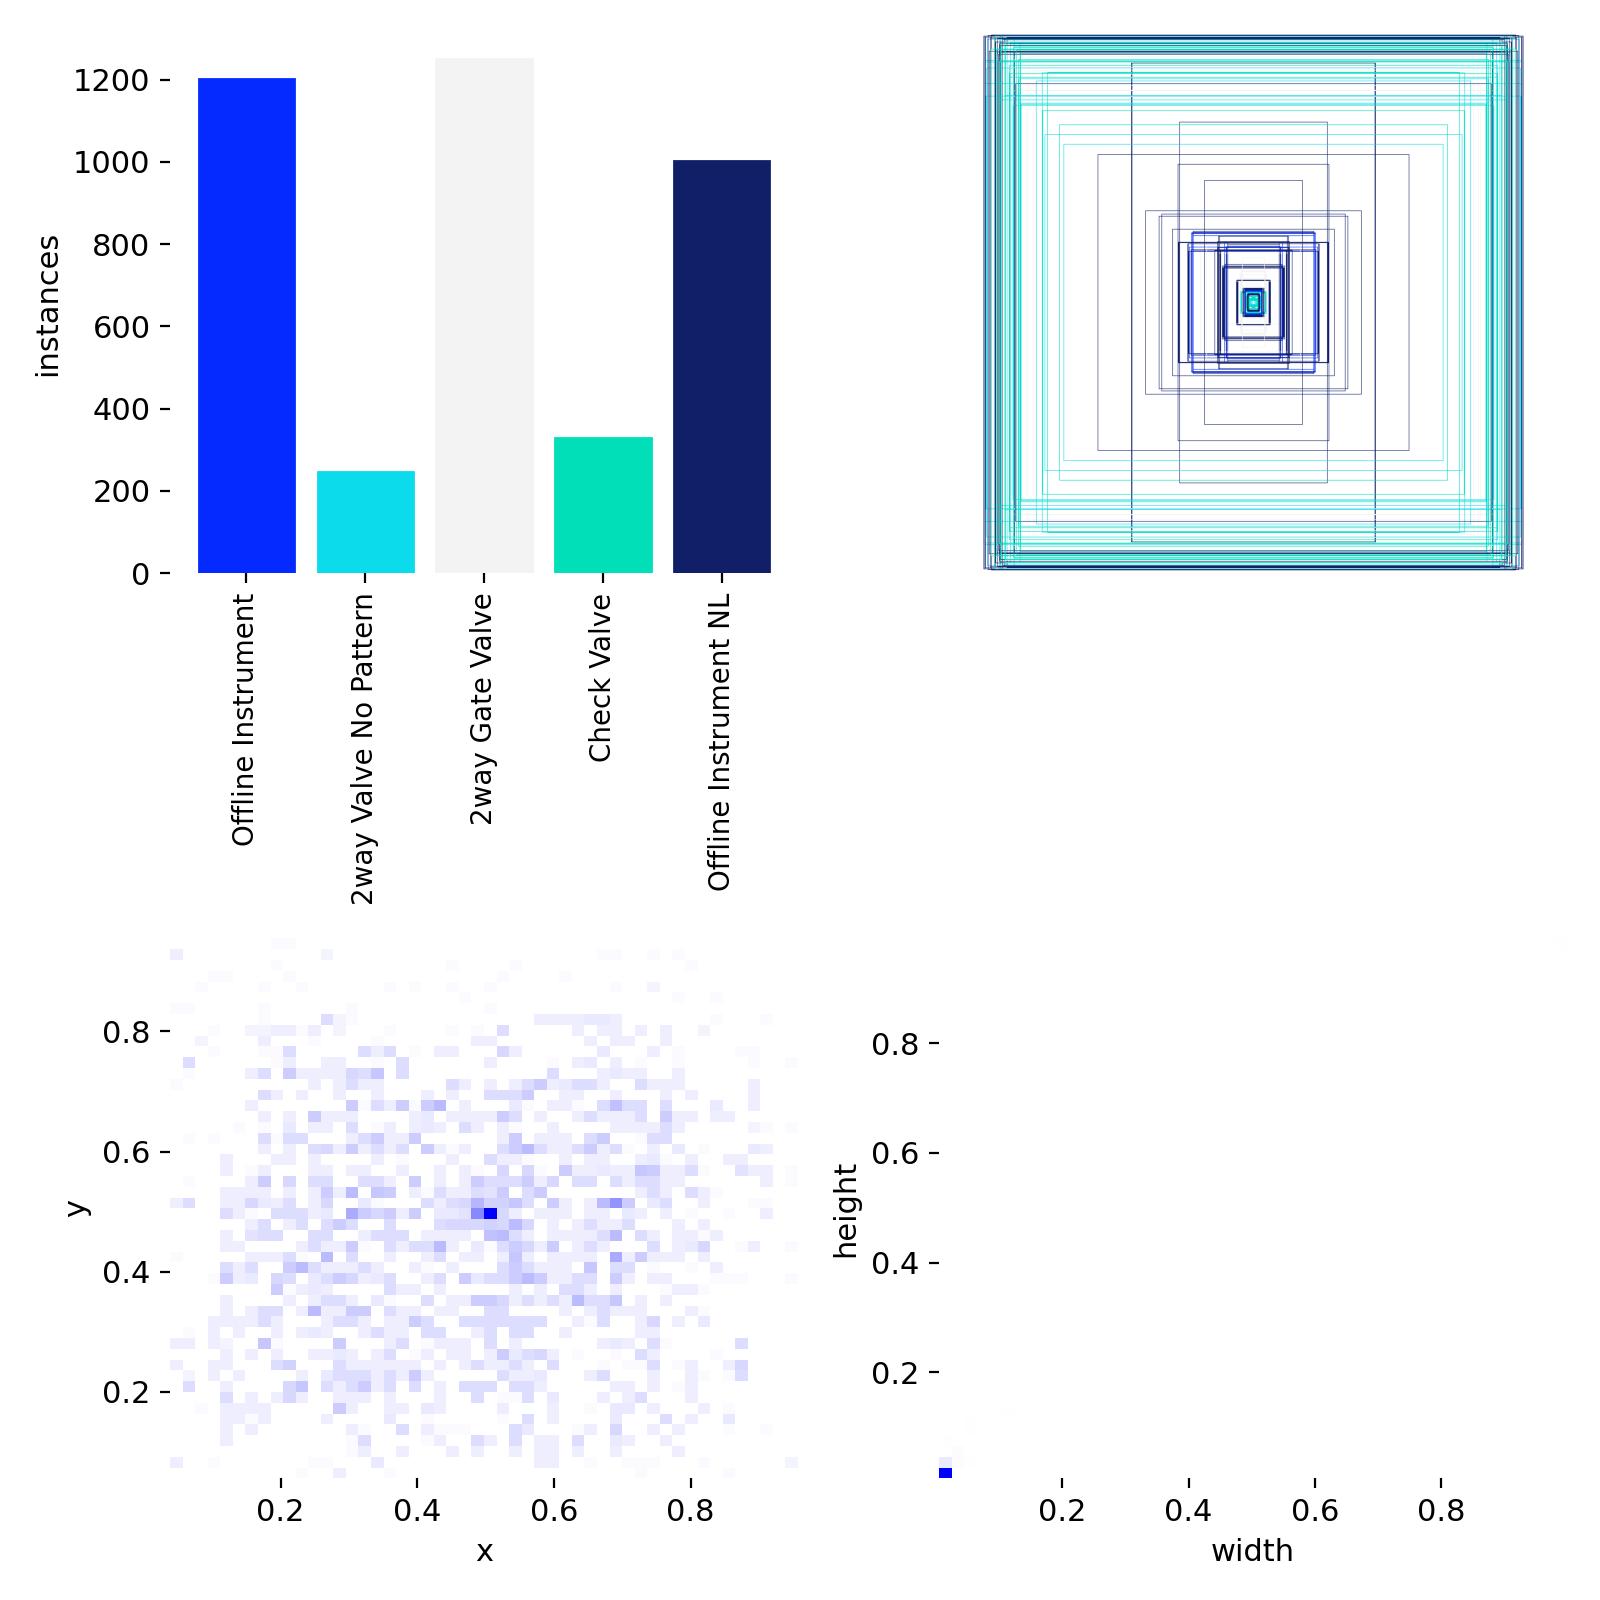 instances
1200
1000
800
600
400
200
0
Offline Instrument
2way Valve No Pattern
2way Gate Valve
Check Valve
Offline Instrument NL
y
0.8
0.6
0.4
0.2
0.2 0.4 0.6 0.8
x
height
0.8
0.6
0.4
0.2
0.2 0.4 0.6 0.8
width